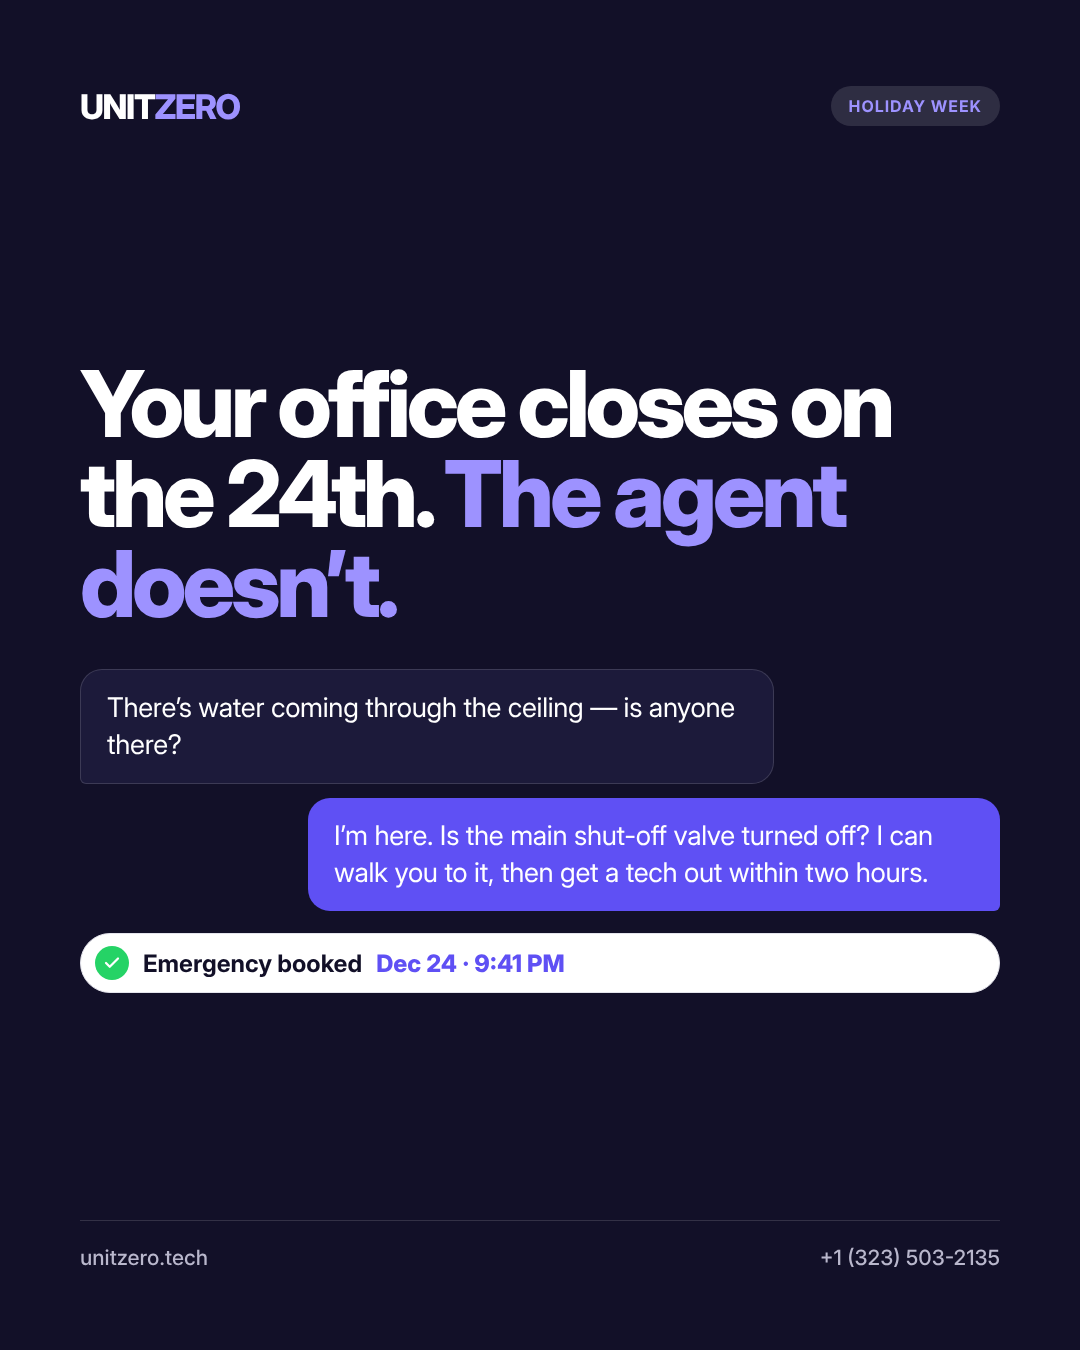 UNITZERO
HOLIDAY WEEK
Your office closes on
the 24th. The agent
doesn’t.
There’s water coming through the ceiling — is anyone
there?
I’m here. Is the main shut-off valve turned off? I can
walk you to it, then get a tech out within two hours.
Emergency booked Dec 24 · 9:41 PM
unitzero.tech
+1 (323) 503-2135